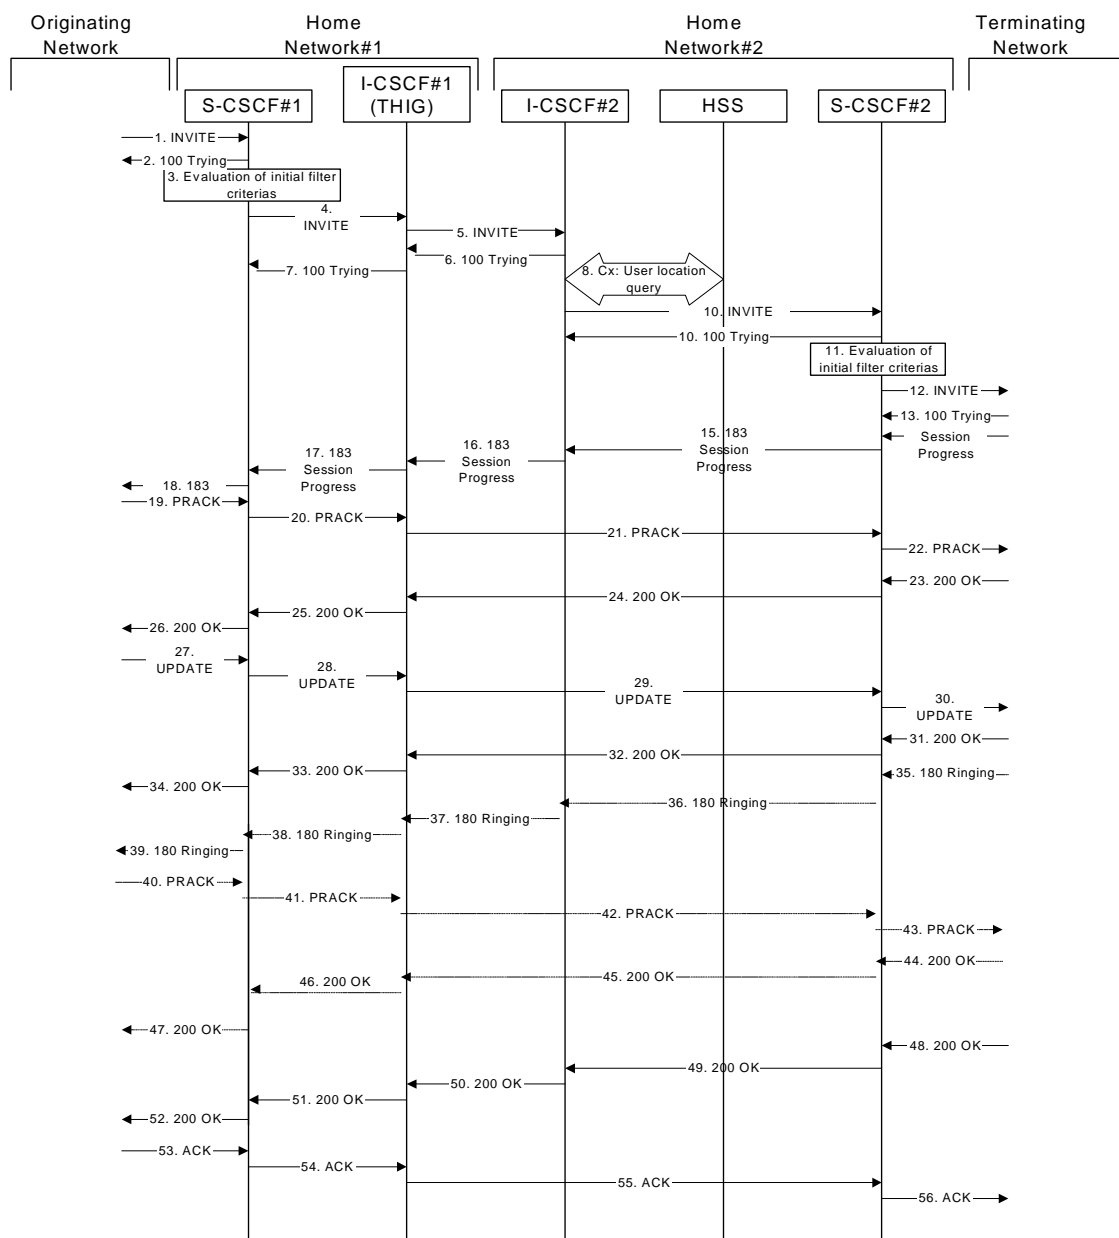 Originating
Network
Home
Network#1
Home
Network#2
Terminating
Network
S-CSCF#1
I-CSCF#1
(THIG)
I-CSCF#2
HSS
S-CSCF#2
1. INVITE
2. 100 Trying
3. Evaluation of initial filter
criterias
4.
INVITE
5. INVITE
6. 100 Trying
7. 100 Trying
8. Cx: User location
query
10. INVITE
10. 100 Trying
11. Evaluation of
initial filter criterias
12. INVITE
13. 100 Trying
Session
Progress
15. 183
Session
Progress
16. 183
Session
Progress
17. 183
Session
Progress
18. 183
19. PRACK
20. PRACK
21. PRACK
22. PRACK
23. 200 OK
24. 200 OK
25. 200 OK
26. 200 OK
27.
UPDATE
28.
UPDATE
29.
UPDATE
30.
UPDATE
31. 200 OK
32. 200 OK
33. 200 OK
34. 200 OK
35. 180 Ringing
36. 180 Ringing
37. 180 Ringing
38. 180 Ringing
39. 180 Ringing
40. PRACK
41. PRACK
42. PRACK
43. PRACK
44. 200 OK
45. 200 OK
46. 200 OK
47. 200 OK
48. 200 OK
49. 200 OK
50. 200 OK
51. 200 OK
52. 200 OK
53. ACK
54. ACK
55. ACK
56. ACK